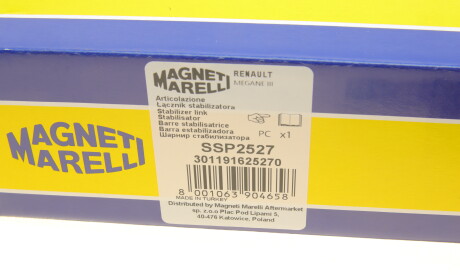 MAGNETI
MARELLI
RENAULT
MEGANE III
Articolazione
Łącznik stabilizatora
Stabilizer link
Stabilisator
Barre stabilisatrice
Barra estabilizadora
Шарнир стабилизатора
PC x1
SSP2527
301191625270
8 001063 904658
MADE IN TURKEY
Distributed by Magneti Marelli Aftermarket
sp. z.o.o Plac Pod Lipami 5,
40-476 Katowice, Poland
MAGNETI
MARELLI